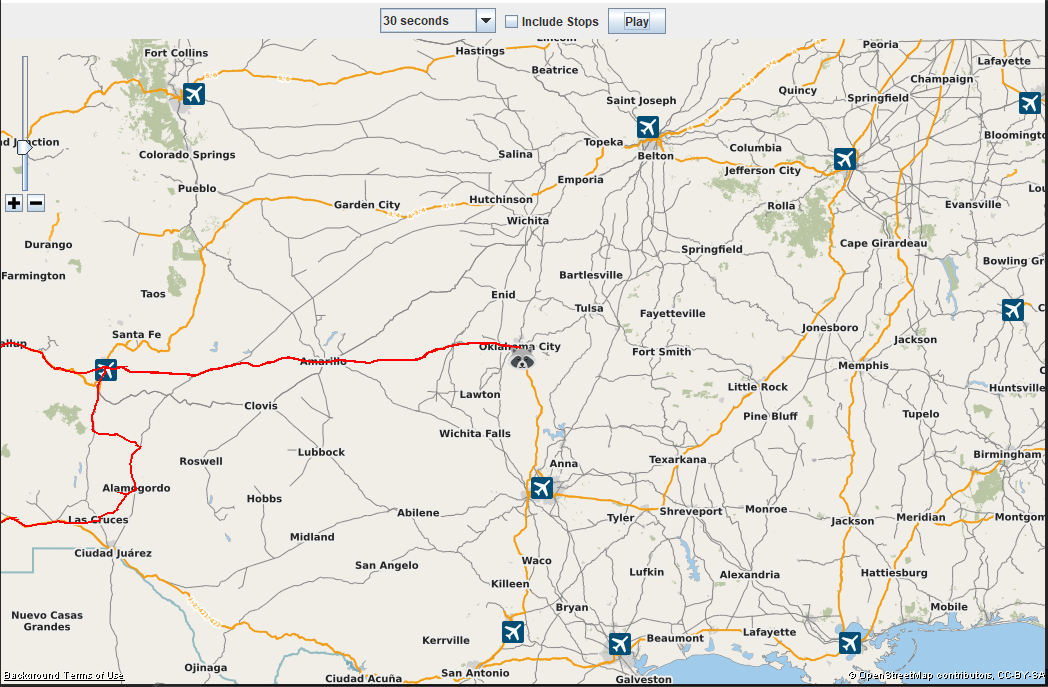 30 seconds
Include Stops
Play
Lincoln
Hastings
Peoria
Fort Collins
Lafayette
Beatrice
Champaign
Quincy
Springfield
Saint Joseph
Bloomington
nd Junction
Topeka
Columbia
Colorado Springs
Salina
Belton
Jefferson City
Emporia
Pueblo
Lou
Garden City
Hutchinson
Rolla
Evansville
Wichita
Durango
Springfield
Cape Girardeau
Bowling Gr
Farmington
Bartlesville
Taos
Enid
Tulsa
Fayetteville
Santa Fe
Jonesboro
Jackson
allup
Oklahoma City
Fort Smith
Amarillo
Memphis
Little Rock
Huntsville
Lawton
Clovis
Pine Bluff
Tupelo
Wichita Falls
Lubbock
Birmingham
Roswell
Anna
Texarkana
Alamogordo
Hobbs
Abilene
Shreveport
Monroe
Las Cruces
Tyler
Jackson
Meridian
Montgom
Midland
Ciudad Juárez
San Angelo
Waco
Lufkin
Alexandria
Hattiesburg
Killeen
Nuevo Casas
Grandes
Bryan
Mobile
Kerrville
Beaumont
Lafayette
Ojinaga
San Antonio
Background Terms of Use
Ciudad Acuña
Galveston
© OpenStreetMap contributors, CC-BY-SA